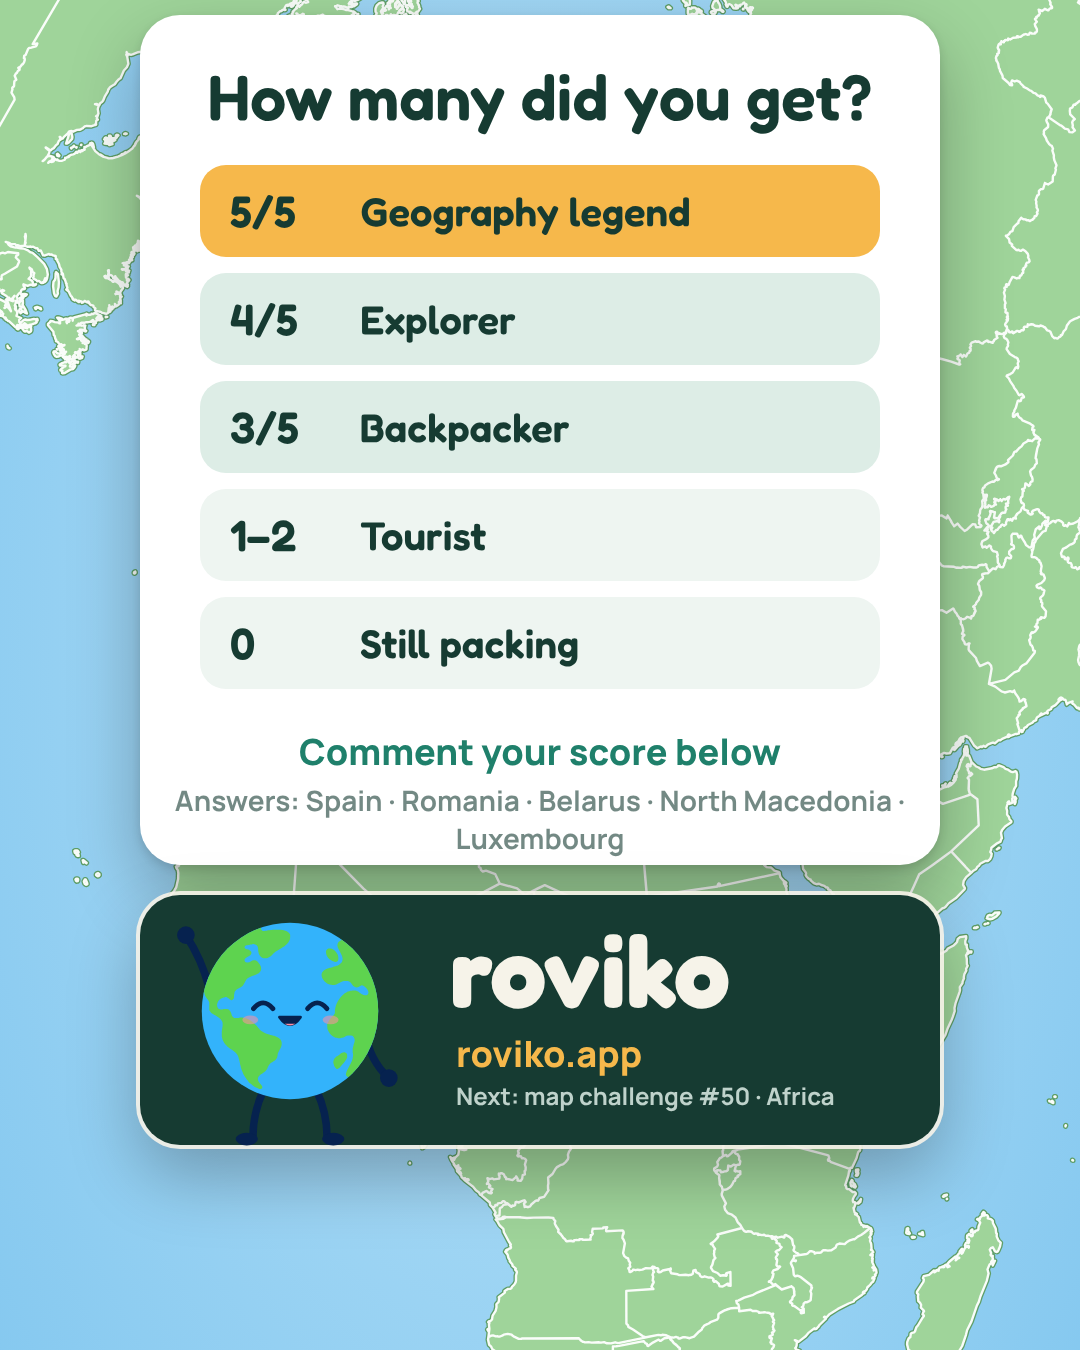 How many did you get?
5/5 Geography legend
4/5 Explorer
3/5 Backpacker
1–2 Tourist
0 Still packing
Comment your score below
Answers: Spain · Romania · Belarus · North Macedonia ·
Luxembourg
roviko
roviko.app
Next: map challenge #50 · Africa